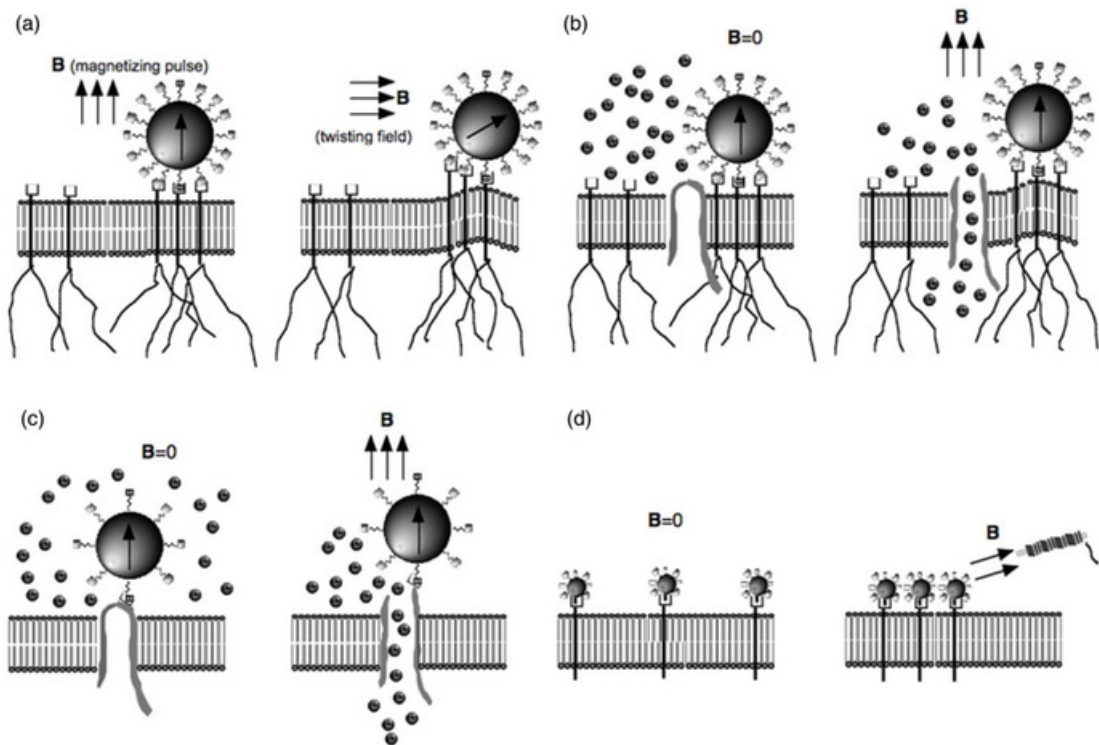 (a)
B (magnetizing pulse)
B
(twisting field)
(b)
B=0
B
(c)
B=0
B
(d)
B=0
B